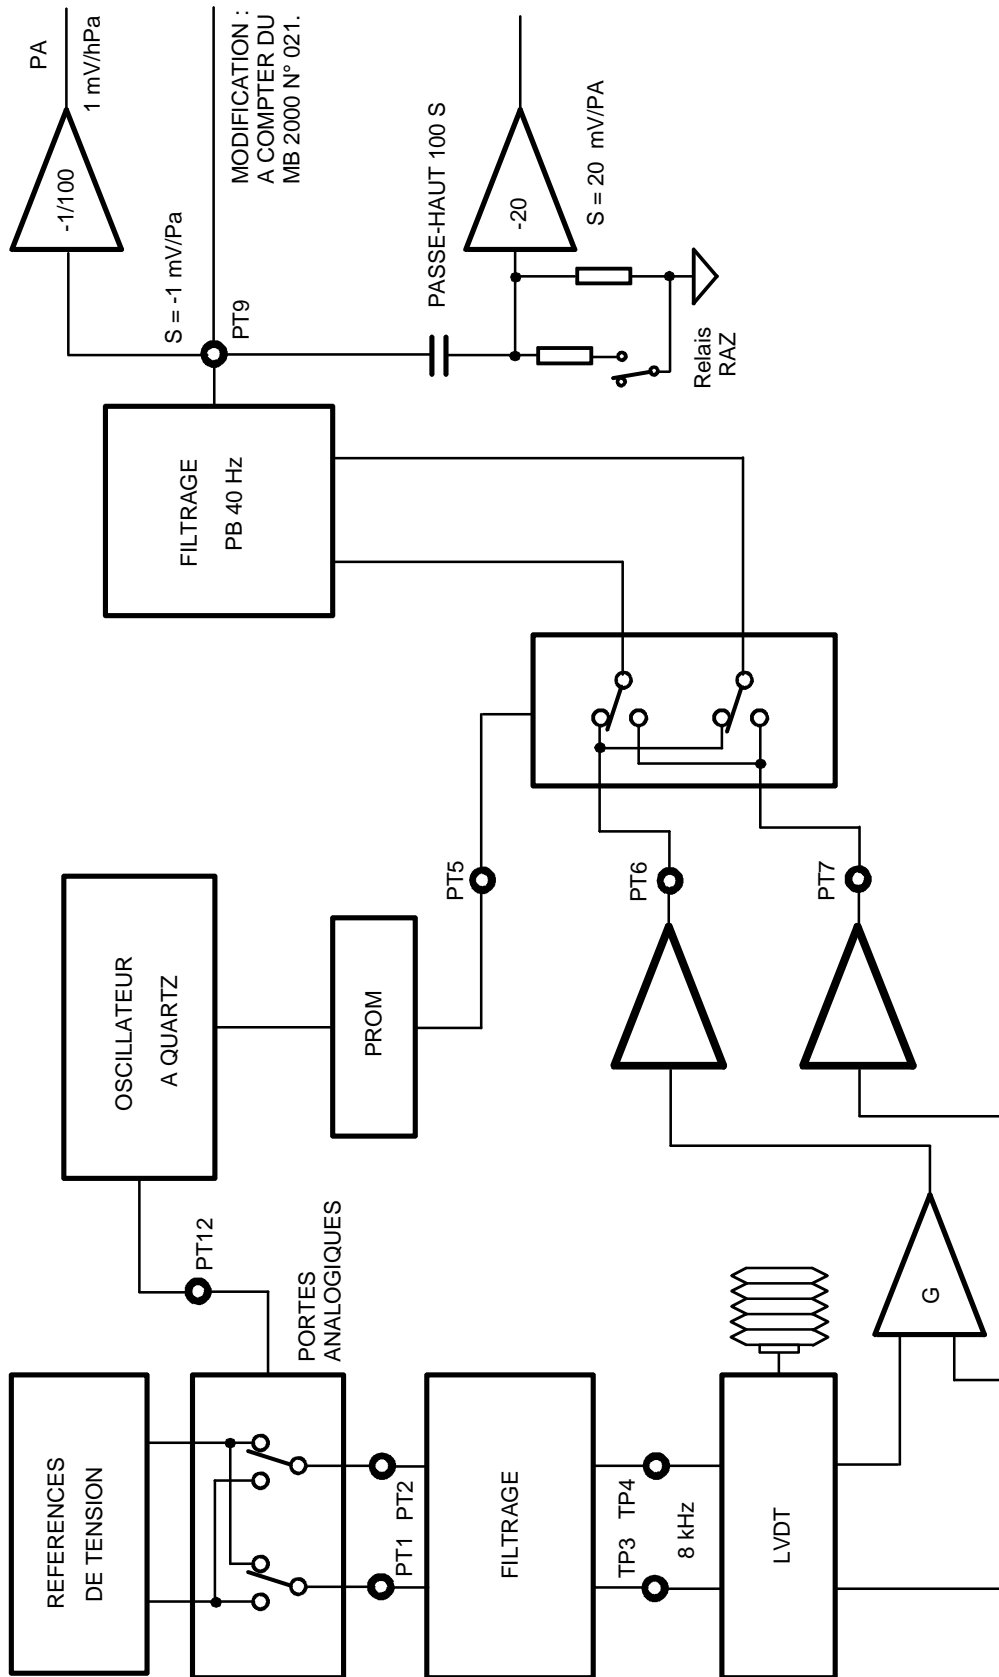 REFERENCES
DE TENSION
PORTES
ANALOGIQUES
PT12
OSCILLATEUR
A QUARTZ
PROM
PT5
PT1
PT2
FILTRAGE
TP3
TP4
8 kHz
LVDT
G
PT6
PT7
FILTRAGE
PB 40 Hz
S = -1 mV/Pa
PT9
-1/100
PA
1 mV/hPa
MODIFICATION :
A COMPTER DU
MB 2000 N° 021.
PASSE-HAUT 100 S
-20
S = 20 mV/PA
Relais
RAZ